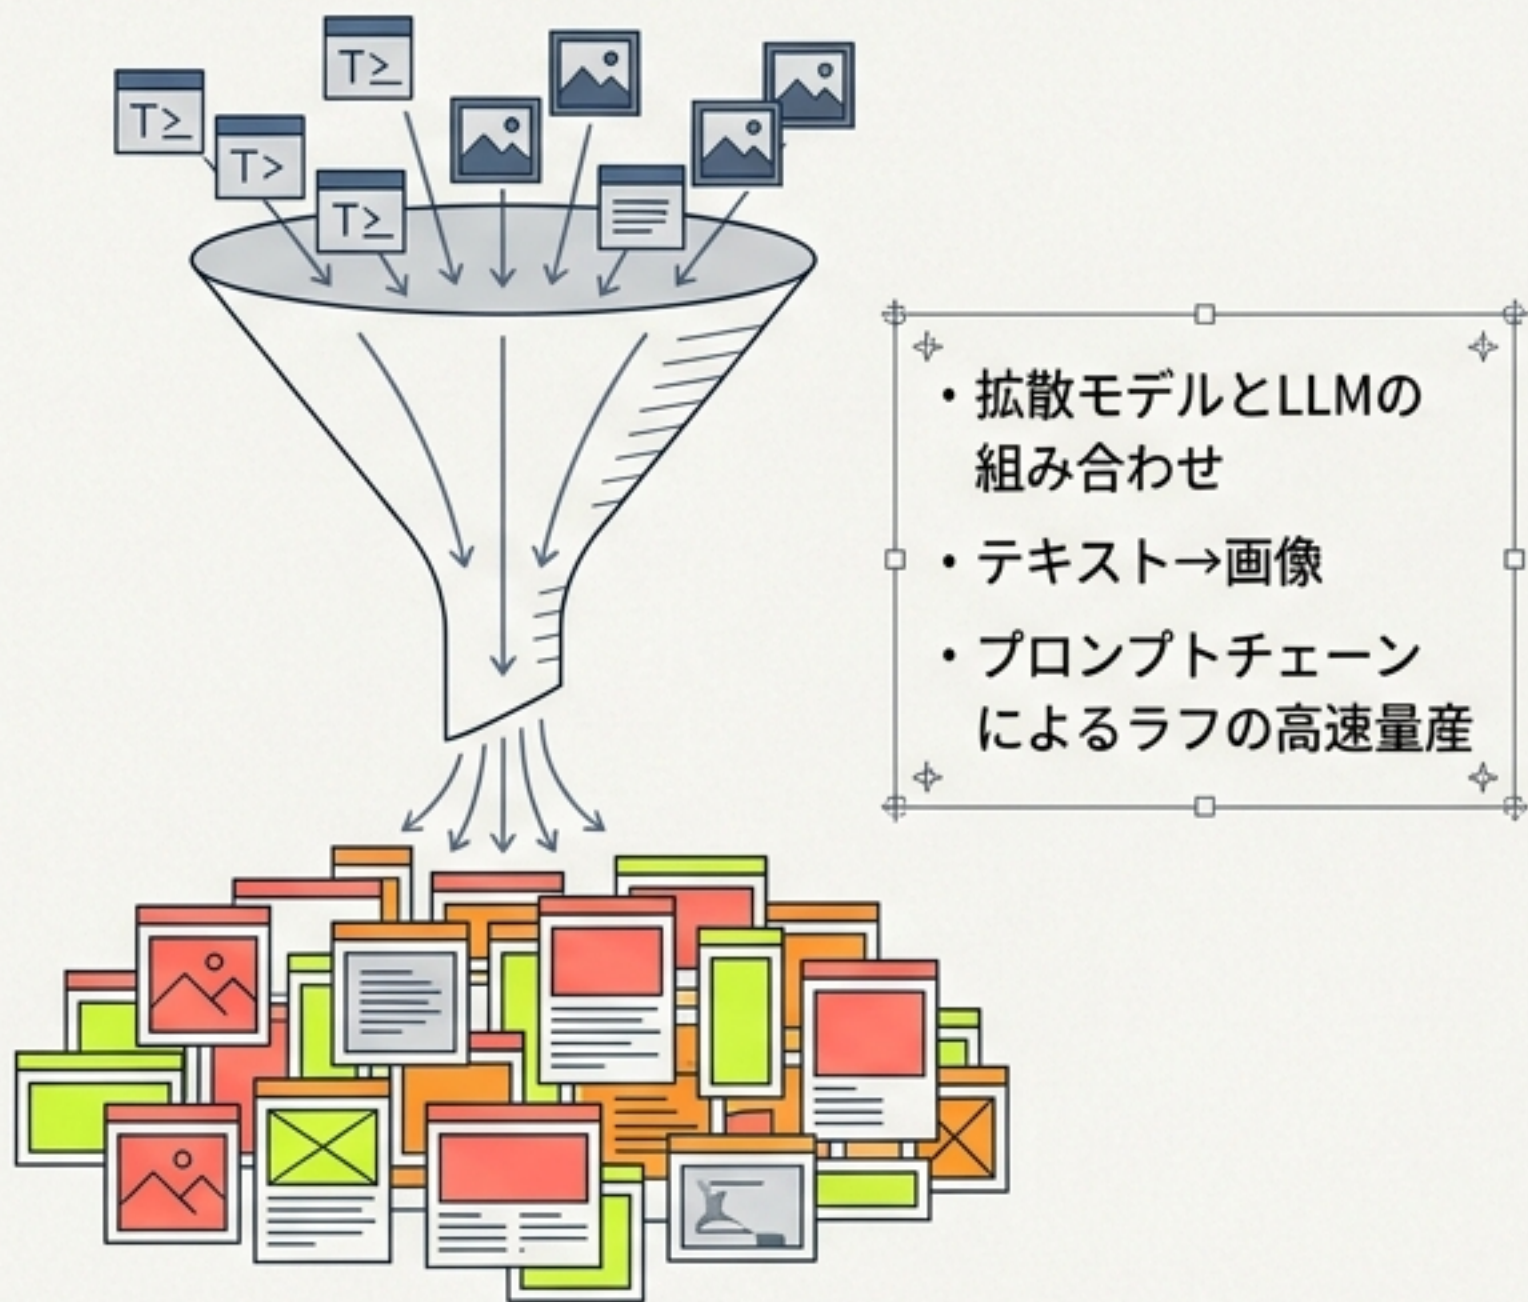 T>_
T>_
T>
T>_
・拡散モデルとLLMの
組み合わせ
・テキスト→画像
・プロンプトチェーン
によるラフの高速量産